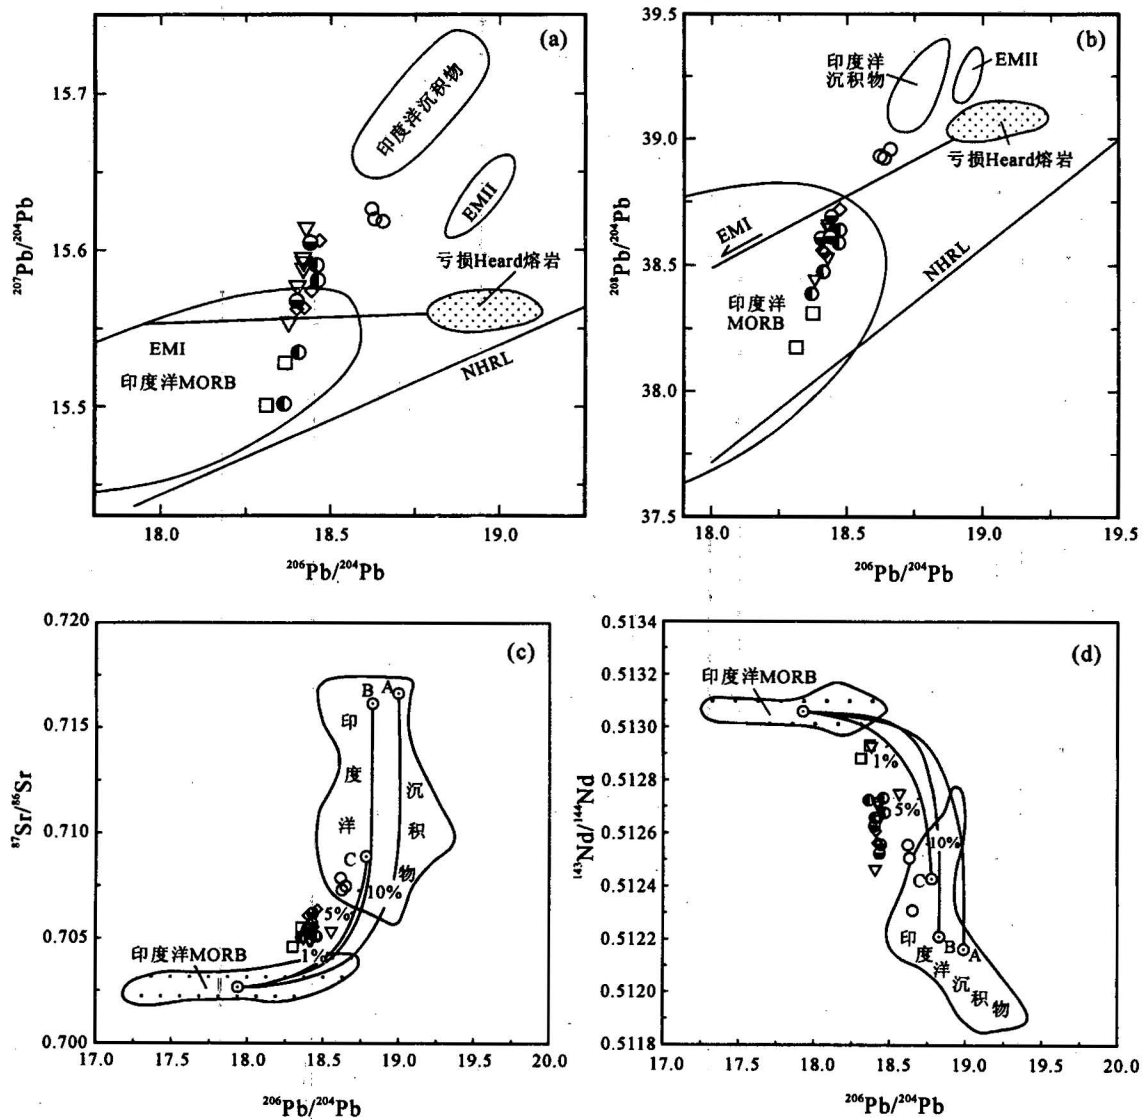 (a)
15.7
15.6
15.5
²⁰⁷Pb/²⁰⁴Pb
印度洋沉积物
EMII
亏损Heard熔岩
EMI
印度洋MORB
NHRL
18.0
18.5
19.0
²⁰⁶Pb/²⁰⁴Pb
(b)
39.5
39.0
38.5
38.0
37.5
²⁰⁸Pb/²⁰⁴Pb
印度洋
沉积物
EMII
亏损Heard熔岩
EMI
NHRL
印度洋
MORB
18.0
18.5
19.0
19.5
²⁰⁶Pb/²⁰⁴Pb
(c)
0.720
0.715
0.710
0.705
0.700
⁸⁷Sr/⁸⁶Sr
B
A
印度洋
沉积物
C
10%
5%
1%
印度洋MORB
17.0
17.5
18.0
18.5
19.0
19.5
20.0
²⁰⁶Pb/²⁰⁴Pb
(d)
0.5134
0.5132
0.5130
0.5128
0.5126
0.5124
0.5122
0.5120
0.5118
¹⁴³Nd/¹⁴⁴Nd
印度洋MORB
1%
5%
10%
C
B
A
印度洋沉积物
17.0
17.5
18.0
18.5
19.0
19.5
20.0
²⁰⁶Pb/²⁰⁴Pb